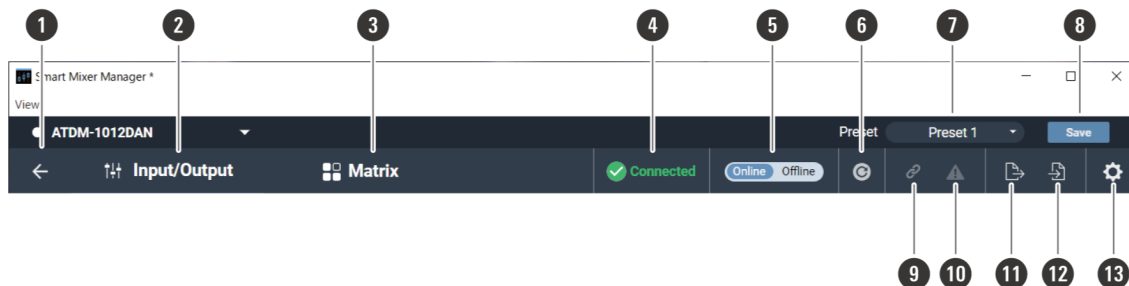 1 2 3 4 5 6 7 8
Smart Mixer Manager *
View
ATDM-1012DAN Preset Preset 1 Save
Input/Output Matrix Connected Online Offline
9 10 11 12 13